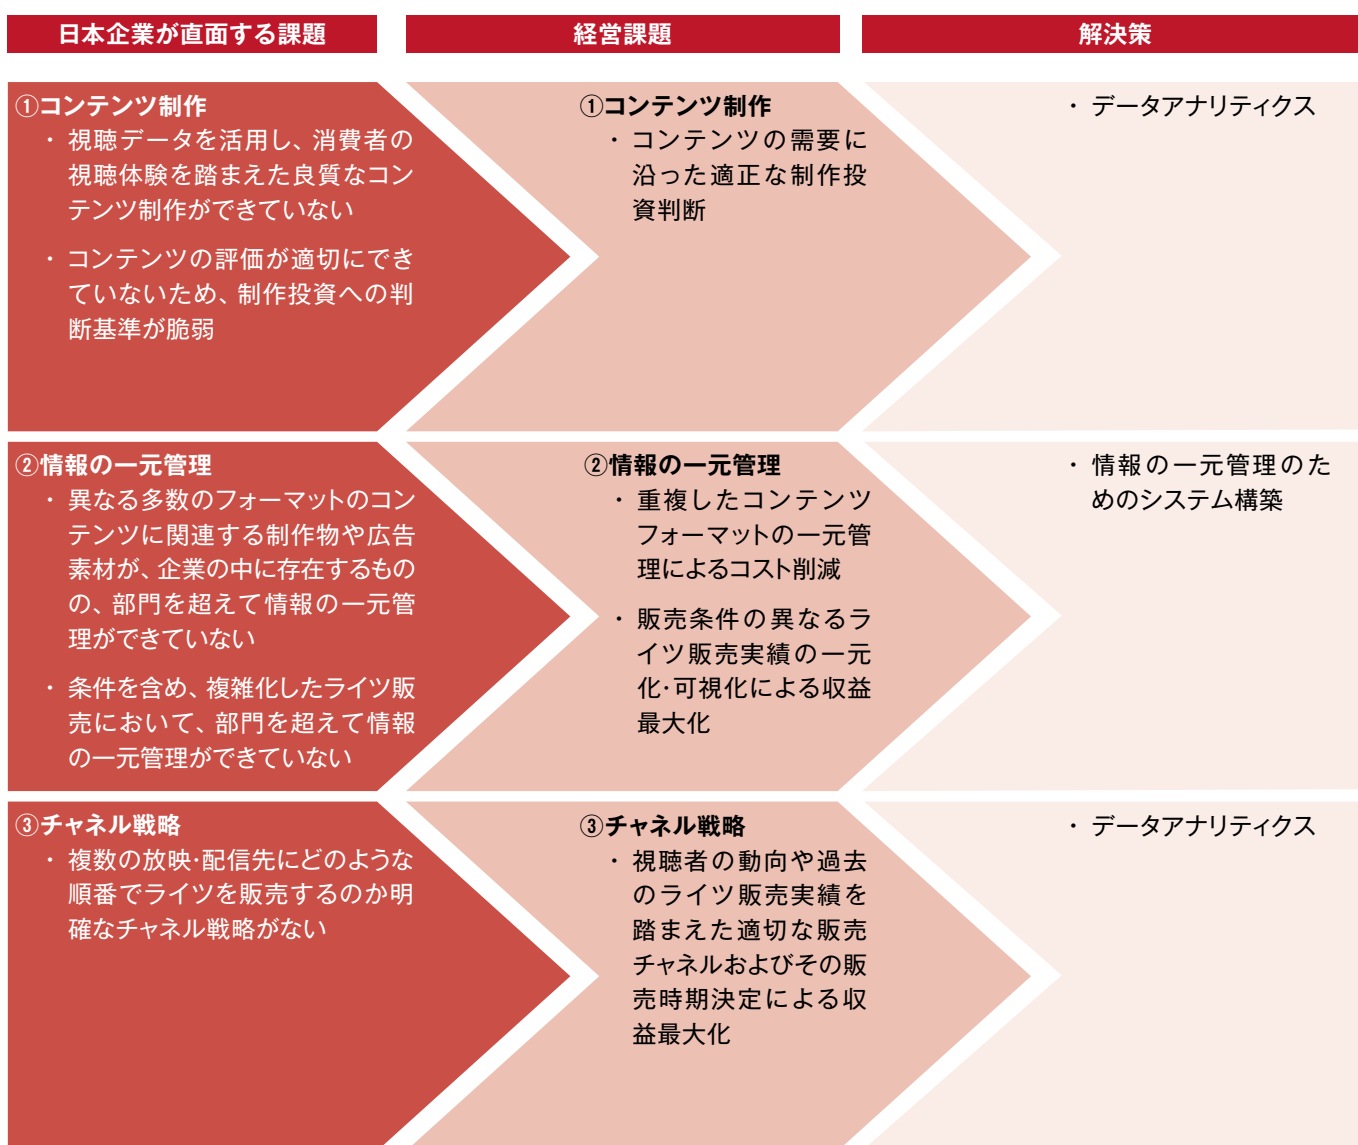 日本企業が直面する課題
経営課題
解決策
①コンテンツ制作
・ 視聴データを活用し、消費者の
視聴体験を踏まえた良質なコン
テンツ制作ができていない
・ コンテンツの評価が適切にでき
ていないため、制作投資への判
断基準が脆弱
①コンテンツ制作
・ コンテンツの需要に
沿った適正な制作投
資判断
・ データアナリティクス
②情報の一元管理
・ 異なる多数のフォーマットのコン
テンツに関連する制作物や広告
素材が、企業の中に存在するもの
の、部門を超えて情報の一元管
理ができていない
・ 条件を含め、複雑化したライツ販
売において、部門を超えて情報
の一元管理ができていない
②情報の一元管理
・ 重複したコンテンツ
フォーマットの一元管
理によるコスト削減
・ 販売条件の異なるラ
イツ販売実績の一元
化・可視化による収益
最大化
・ 情報の一元管理のた
めのシステム構築
③チャネル戦略
・ 複数の放映・配信先にどのような
順番でライツを販売するのか明
確なチャネル戦略がない
③チャネル戦略
・ 視聴者の動向や過去
のライツ販売実績を
踏まえた適切な販売
チャネルおよびその販
売時期決定による収
益最大化
・ データアナリティクス